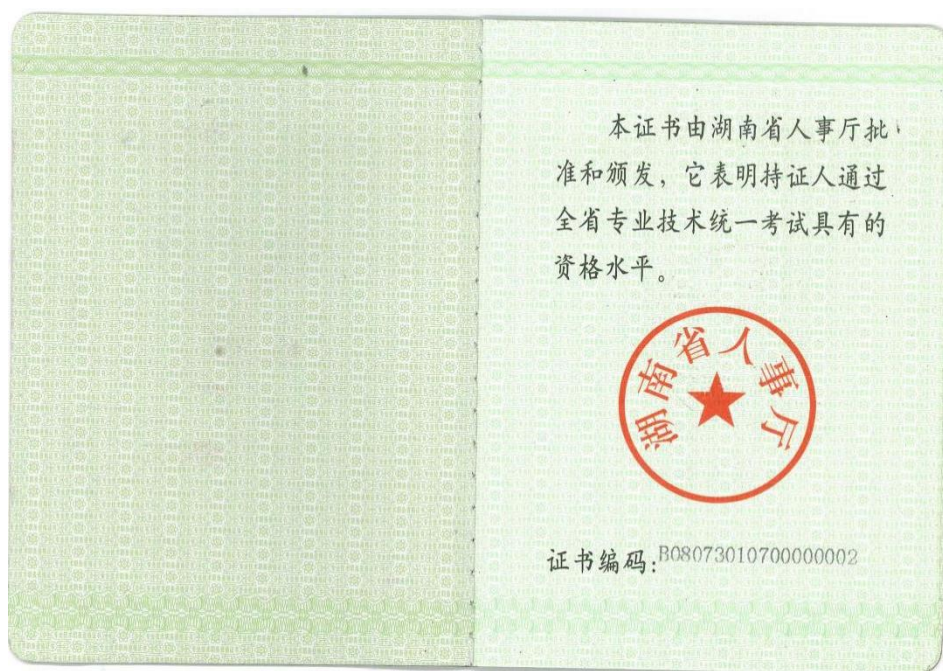 本证书由湖南省人事厅批
准和颁发，它表明持证人通过
全省专业技术统一考试具有的
资格水平。
湖南省人事厅
证书编码：B08073010700000002